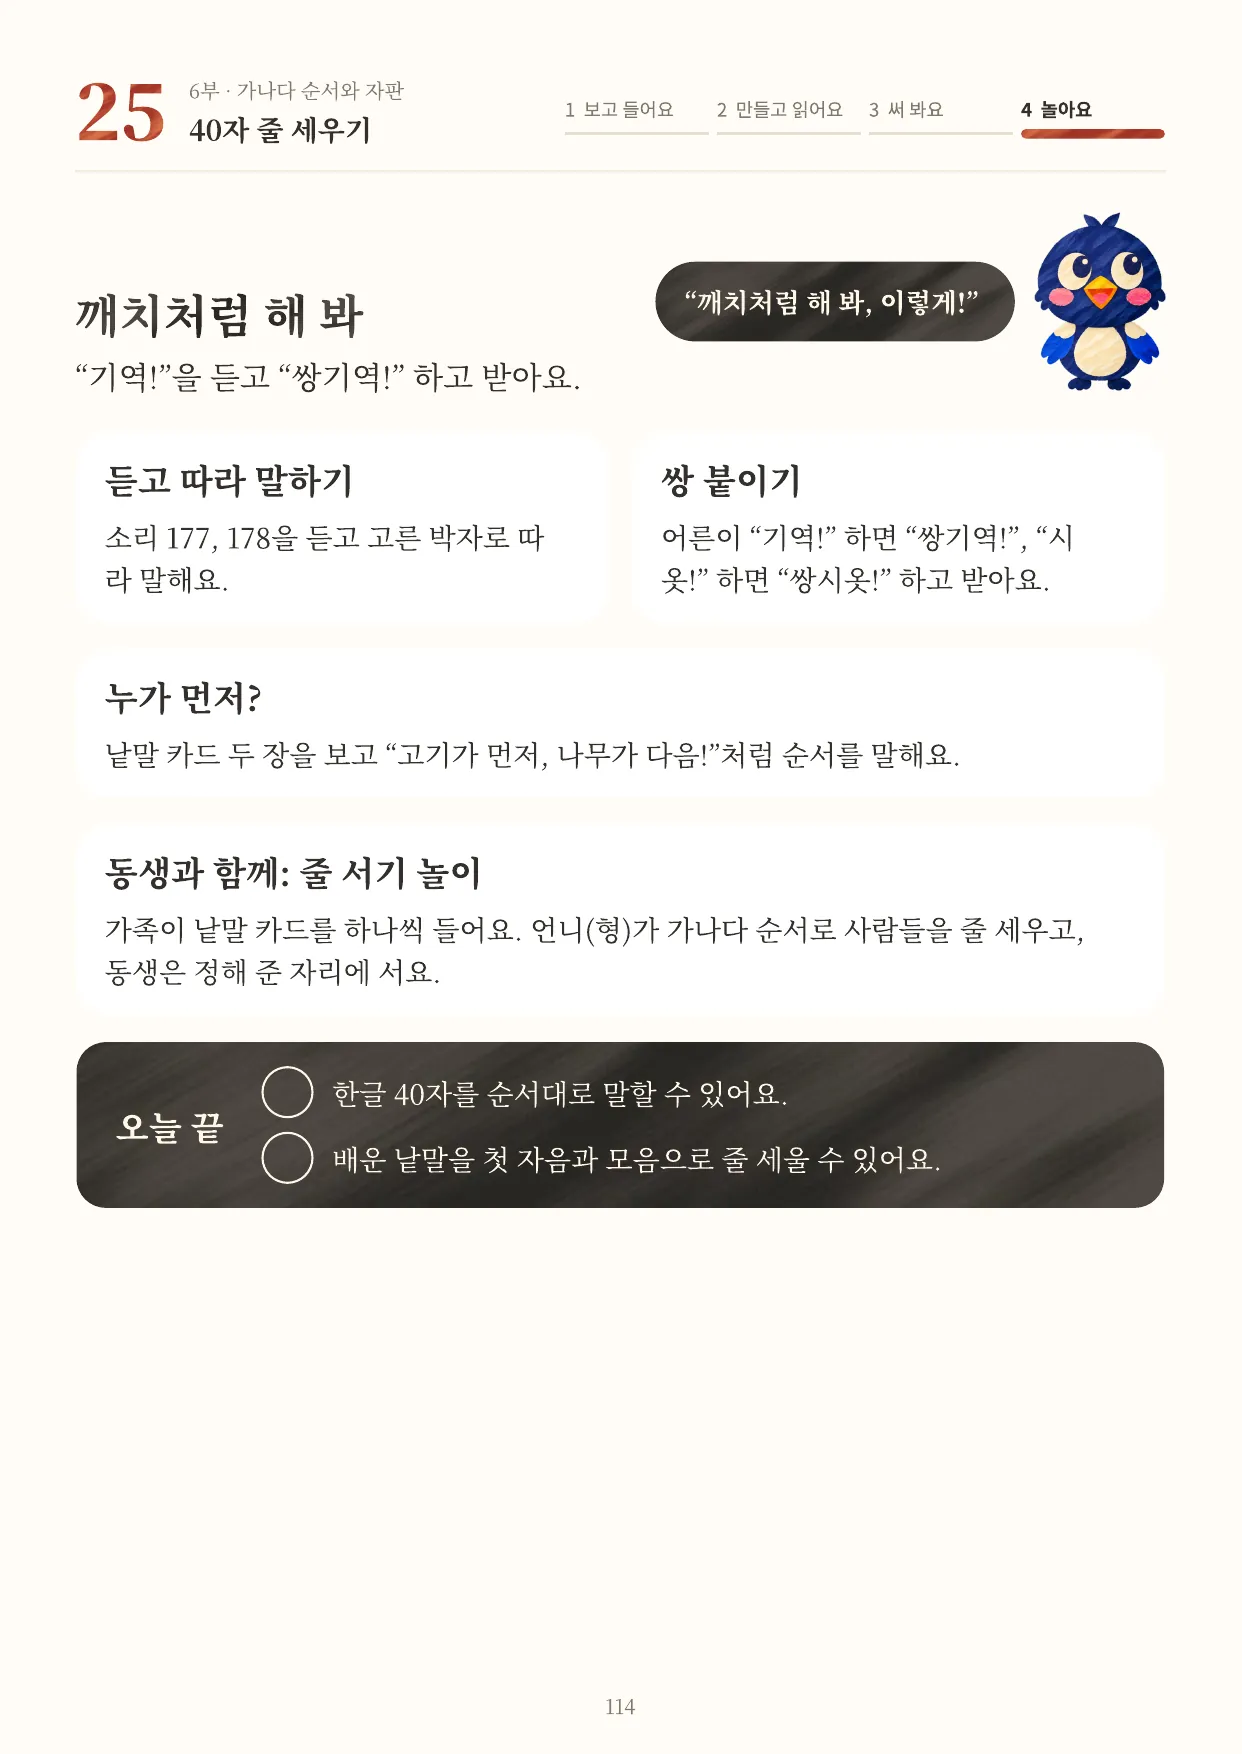 25
6부 · 가나다 순서와 자판
40자 줄 세우기
1 보고 들어요
2 만들고 읽어요
3 써 봐요
4 놀아요
“깨치처럼 해 봐, 이렇게!”
깨치처럼 해 봐
“기역!”을 듣고 “쌍기역!” 하고 받아요.
듣고 따라 말하기
소리 177, 178을 듣고 고른 박자로 따
라 말해요.
쌍 붙이기
어른이 “기역!” 하면 “쌍기역!”, “시
옷!” 하면 “쌍시옷!” 하고 받아요.
누가 먼저?
낱말 카드 두 장을 보고 “고기가 먼저, 나무가 다음!”처럼 순서를 말해요.
동생과 함께: 줄 서기 놀이
가족이 낱말 카드를 하나씩 들어요. 언니(형)가 가나다 순서로 사람들을 줄 세우고,
동생은 정해 준 자리에 서요.
오늘 끝
한글 40자를 순서대로 말할 수 있어요.
배운 낱말을 첫 자음과 모음으로 줄 세울 수 있어요.
114